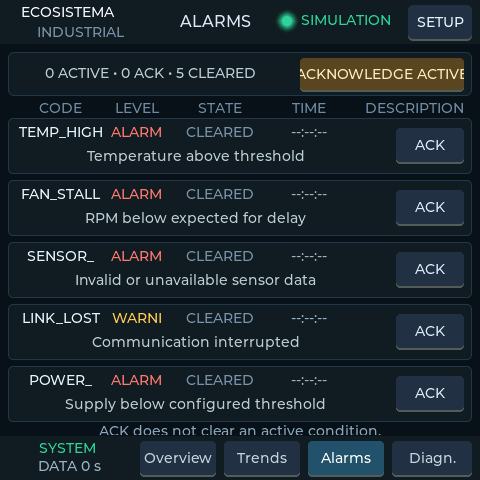 ECOSISTEMA
INDUSTRIAL
ALARMS
SIMULATION
SETUP
0 ACTIVE • 0 ACK • 5 CLEARED
ACKNOWLEDGE ACTIVE
CODE LEVEL STATE TIME DESCRIPTION
TEMP_HIGH ALARM CLEARED --:--:--
Temperature above threshold
ACK
FAN_STALL ALARM CLEARED --:--:--
RPM below expected for delay
ACK
SENSOR_ ALARM CLEARED --:--:--
Invalid or unavailable sensor data
ACK
LINK_LOST WARNI CLEARED --:--:--
Communication interrupted
ACK
POWER_ ALARM CLEARED --:--:--
Supply below configured threshold
ACK
ACK does not clear an active condition.
SYSTEM
DATA 0 s
Overview Trends Alarms Diagn.